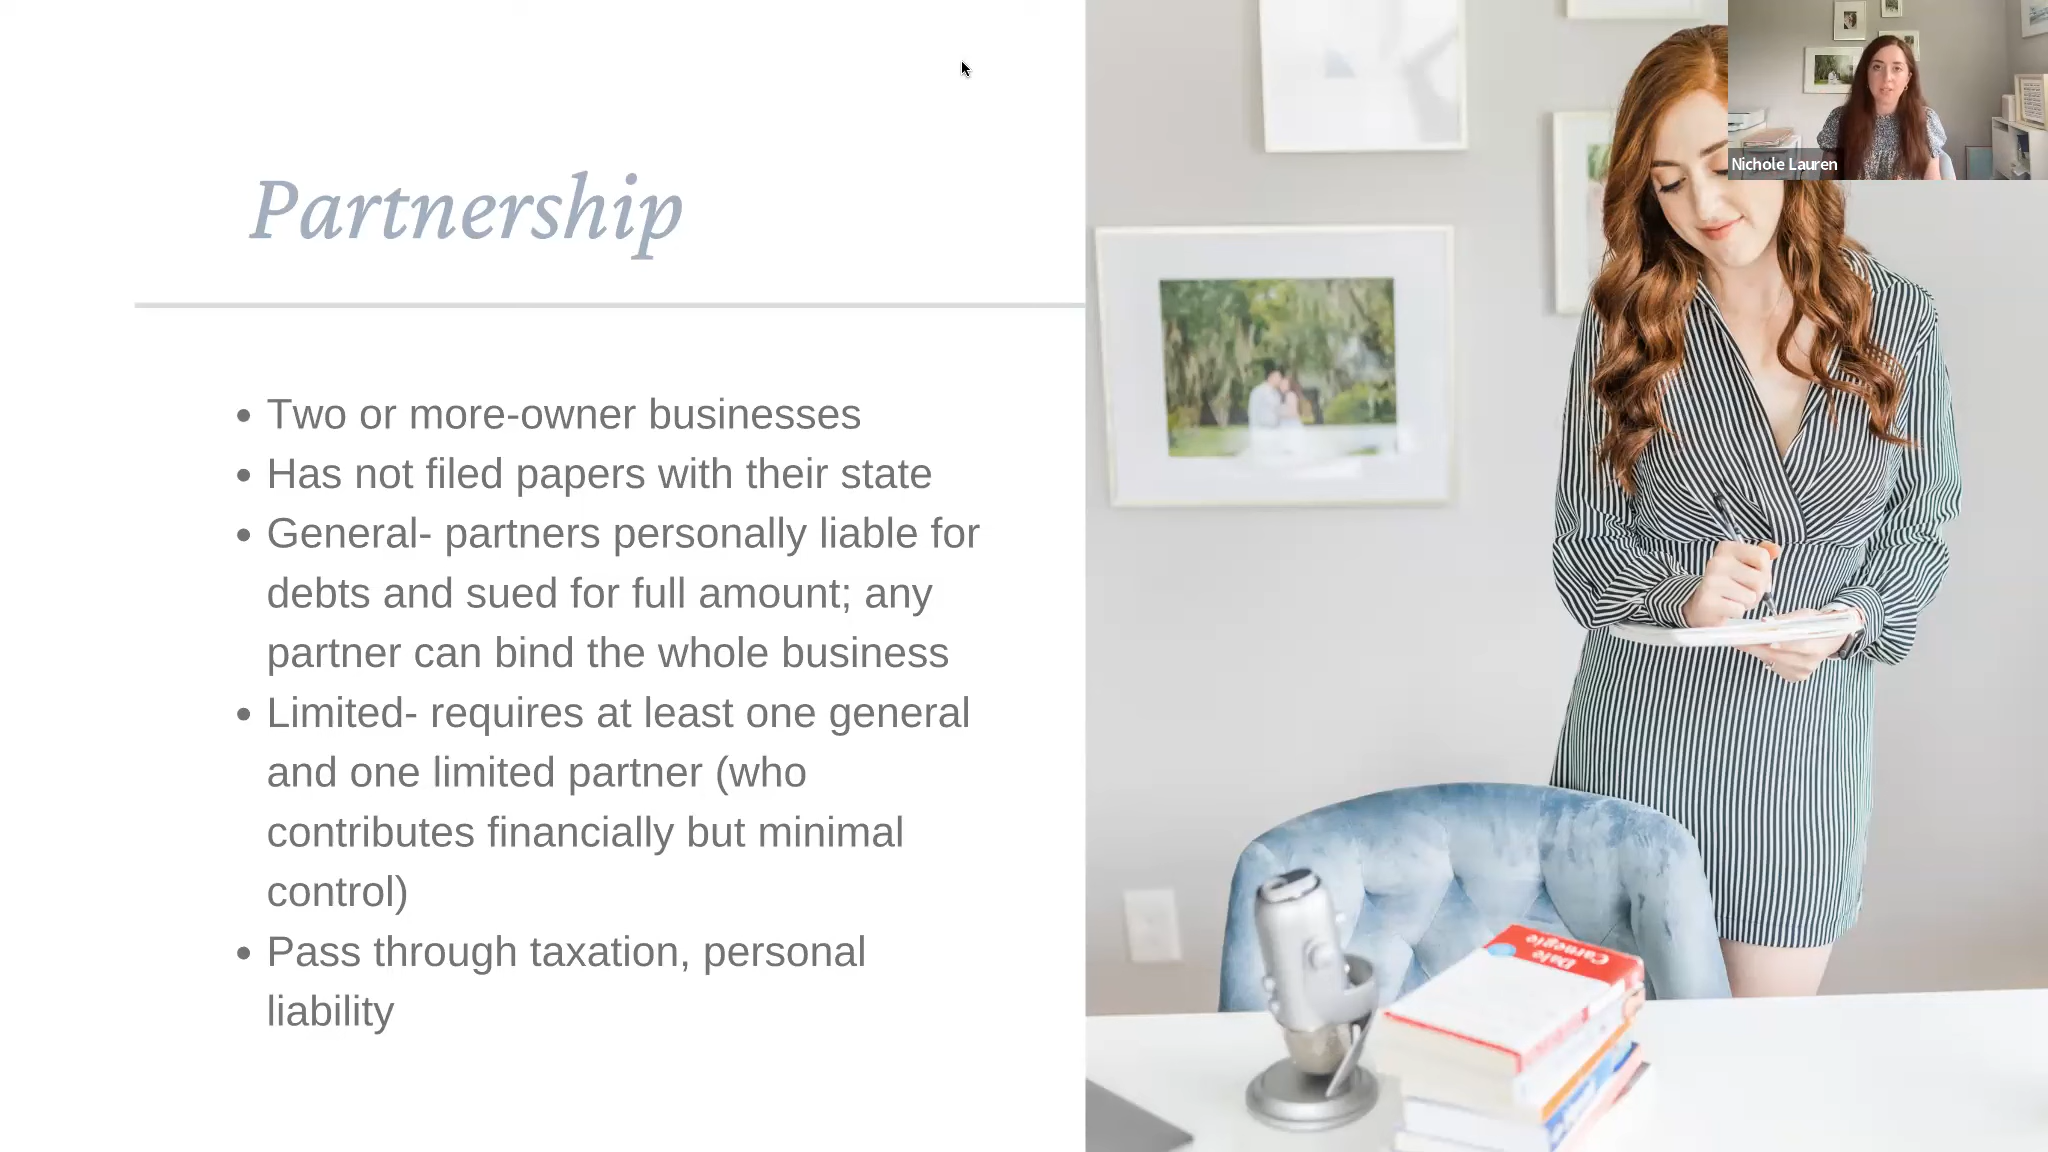 Nichole Lauren
Partnership
• Two or more-owner businesses
• Has not filed papers with their state
• General- partners personally liable for
debts and sued for full amount; any
partner can bind the whole business
• Limited- requires at least one general
and one limited partner (who
contributes financially but minimal
control)
• Pass through taxation, personal
liability
Dale
Carnegie